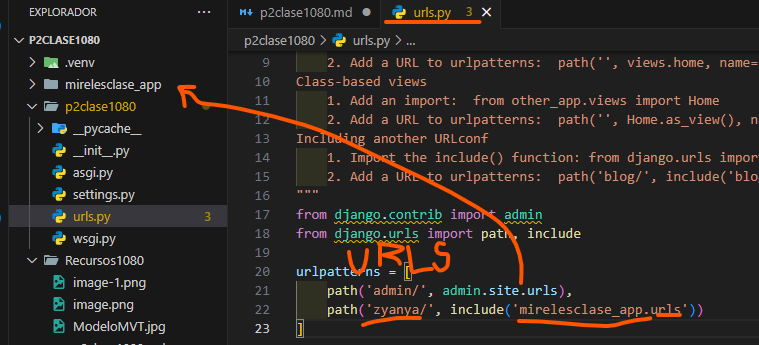 EXPLORADOR
P2CLASE1080
.venv
mirelesclase_app
p2clase1080
__pycache__
__init__.py
asgi.py
settings.py
urls.py 3
wsgi.py
Recursos1080
image-1.png
image.png
ModeloMVT.jpg
p2clase1080.md
urls.py 3
p2clase1080 > urls.py > ...
9 2. Add a URL to urlpatterns: path('', views.home, name=
10 Class-based views
11 1. Add an import: from other_app.views import Home
12 2. Add a URL to urlpatterns: path('', Home.as_view(), n
13 Including another URLconf
14 1. Import the include() function: from django.urls import
15 2. Add a URL to urlpatterns: path('blog/', include('blo
16 """
17 from django.contrib import admin
18 from django.urls import path, include
19
URLS
20 urlpatterns = [
21 path('admin/', admin.site.urls),
22 path('zyanya/', include('mirelesclase_app.urls'))
23 ]